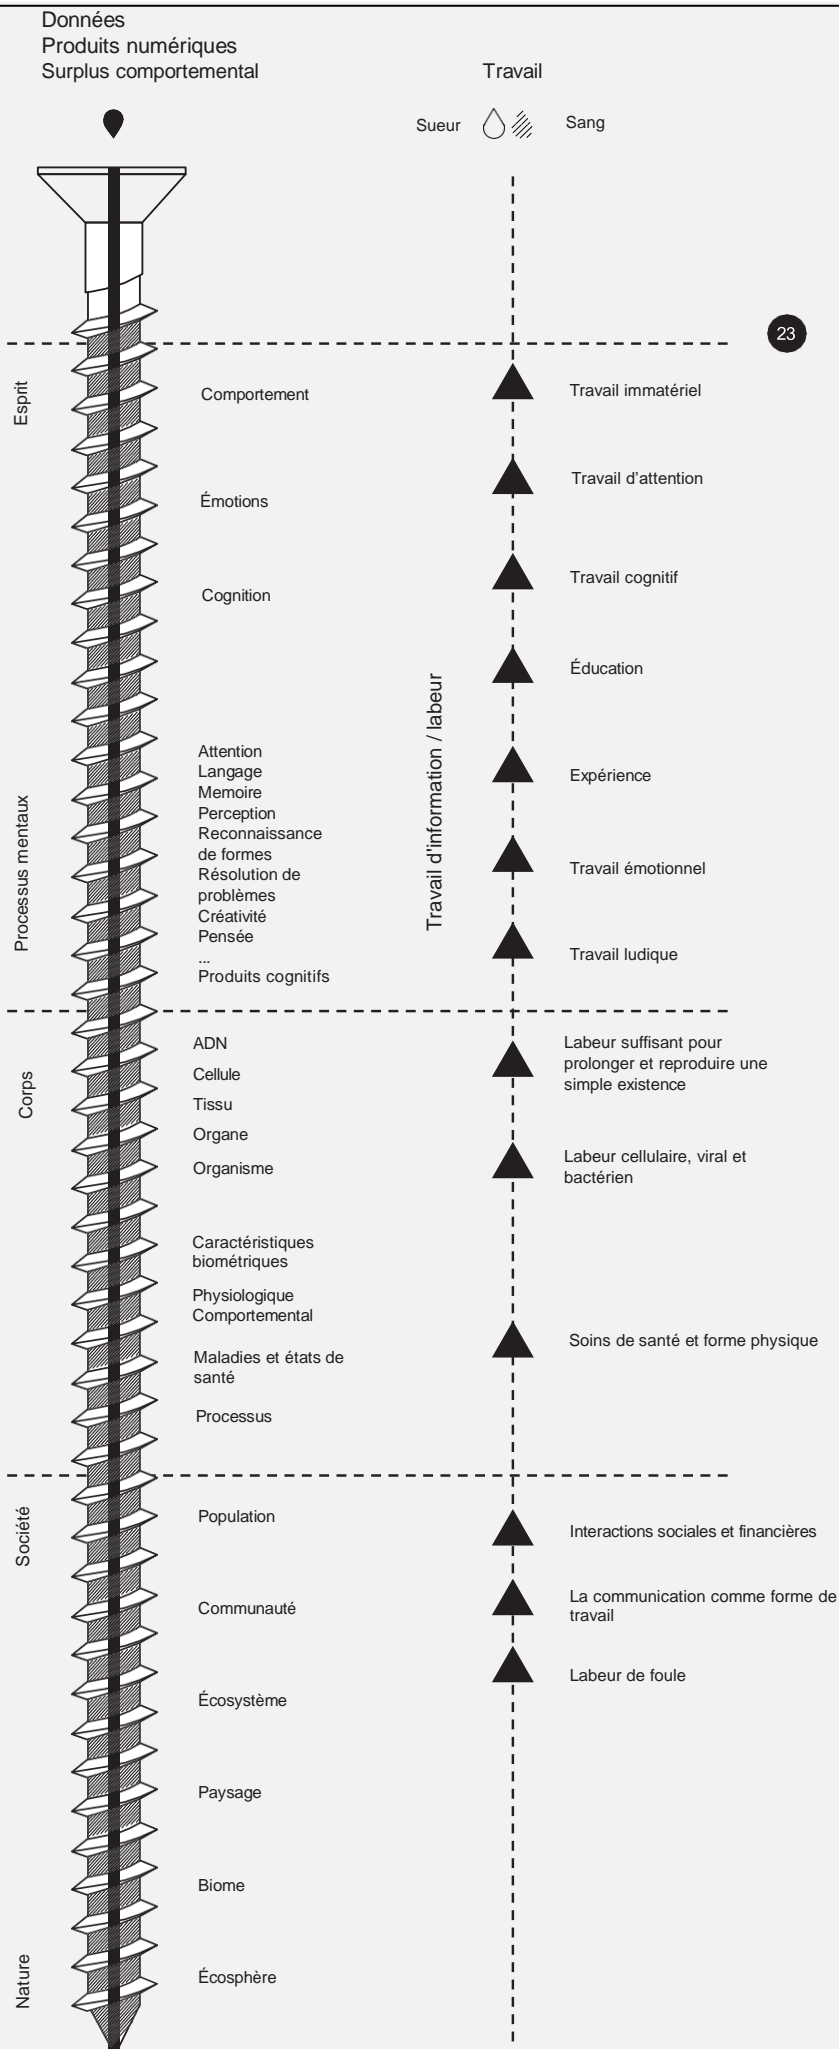 Données
Produits numériques
Surplus comportemental
Travail
Sueur
Sang
23
Esprit
Comportement
Travail immatériel
Travail d'attention
Émotions
Travail cognitif
Cognition
Éducation
Travail d'information / labeur
Processus mentaux
Attention
Langage
Memoire
Perception
Reconnaissance
de formes
Résolution de
problèmes
Créativité
Pensée
...
Produits cognitifs
Expérience
Travail émotionnel
Travail ludique
Corps
ADN
Cellule
Tissu
Organe
Organisme
Labeur suffisant pour
prolonger et reproduire une
simple existence
Labeur cellulaire, viral et
bactérien
Caractéristiques
biométriques
Physiologique
Comportemental
Maladies et états de
santé
Processus
Soins de santé et forme physique
Société
Population
Interactions sociales et financières
Communauté
La communication comme forme de
travail
Labeur de foule
Écosystème
Paysage
Biome
Nature
Écosphère